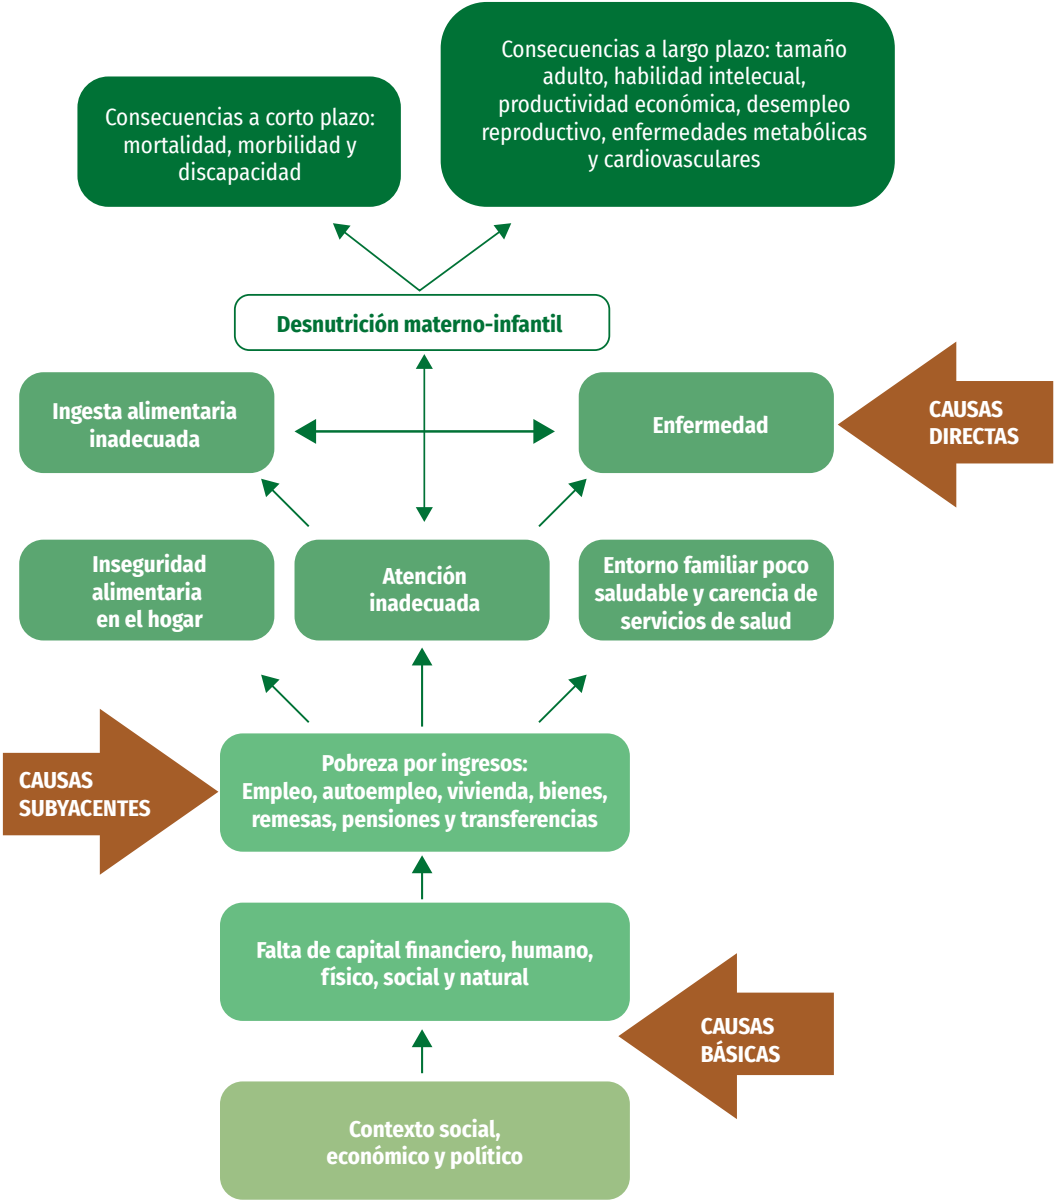 Consecuencias a largo plazo: tamaño
adulto, habilidad intelecual,
productividad económica, desempleo
reproductivo, enfermedades metabólicas
y cardiovasculares
Consecuencias a corto plazo:
mortalidad, morbilidad y
discapacidad
Desnutrición materno-infantil
Ingesta alimentaria
inadecuada
Enfermedad
CAUSAS
DIRECTAS
Inseguridad
alimentaria
en el hogar
Atención
inadecuada
Entorno familiar poco
saludable y carencia de
servicios de salud
CAUSAS
SUBYACENTES
Pobreza por ingresos:
Empleo, autoempleo, vivienda, bienes,
remesas, pensiones y transferencias
Falta de capital financiero, humano,
físico, social y natural
CAUSAS
BÁSICAS
Contexto social,
económico y político